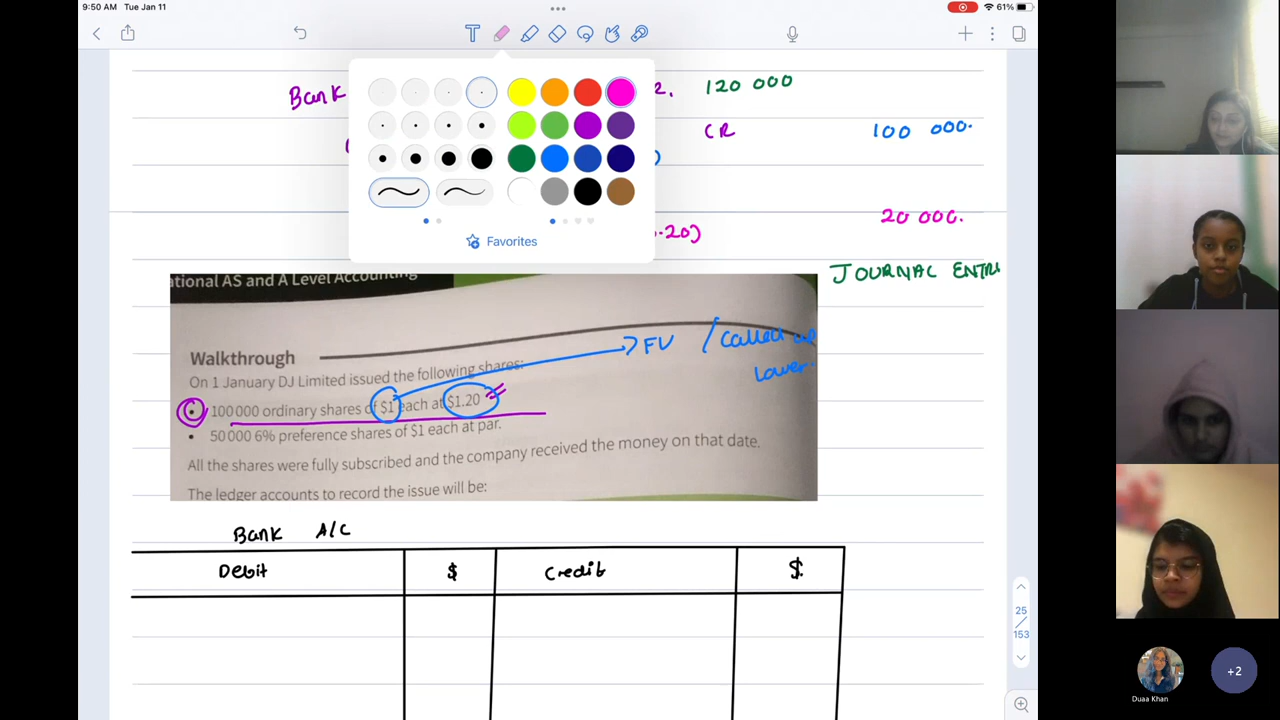 9:50 AM Tue Jan 11
61%
T
Bank
2. 120 000
CR 100 000.
20 000.
.20)
JOURNAL ENTRI
Favorites
ational AS and A Level Accounting
Walkthrough
On 1 January DJ Limited issued the following shares:
• 100 000 ordinary shares of $1 each at $1.20
• 50 000 6% preference shares of $1 each at par.
All the shares were fully subscribed and the company received the money on that date.
The ledger accounts to record the issue will be:
FV / Called up
Lower.
Bank A/C
Debit $ Credit $
25
/
153
Duaa Khan
+2